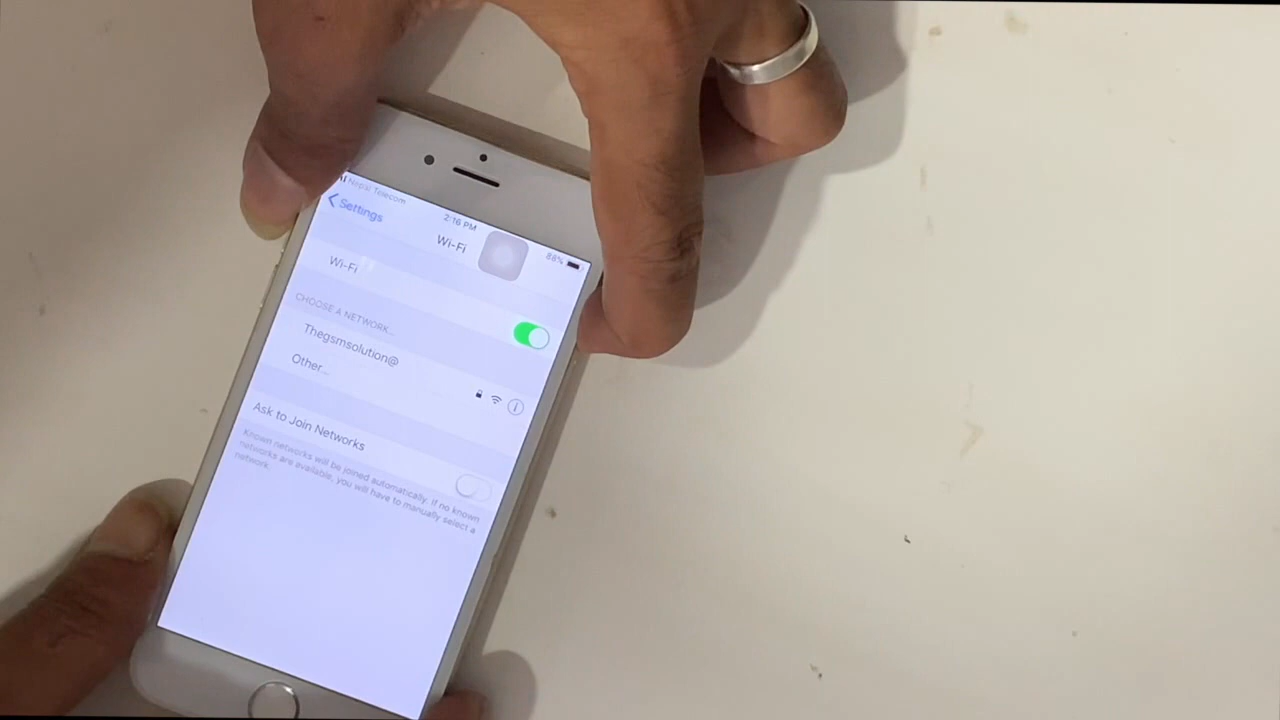 Nepal Telecom
2:16 PM
88%
Settings
Wi-Fi
Wi-Fi
CHOOSE A NETWORK...
Thegsmsolution@
Other...
Ask to Join Networks
Known networks will be joined automatically. If no known
networks are available, you will have to manually select a
network.